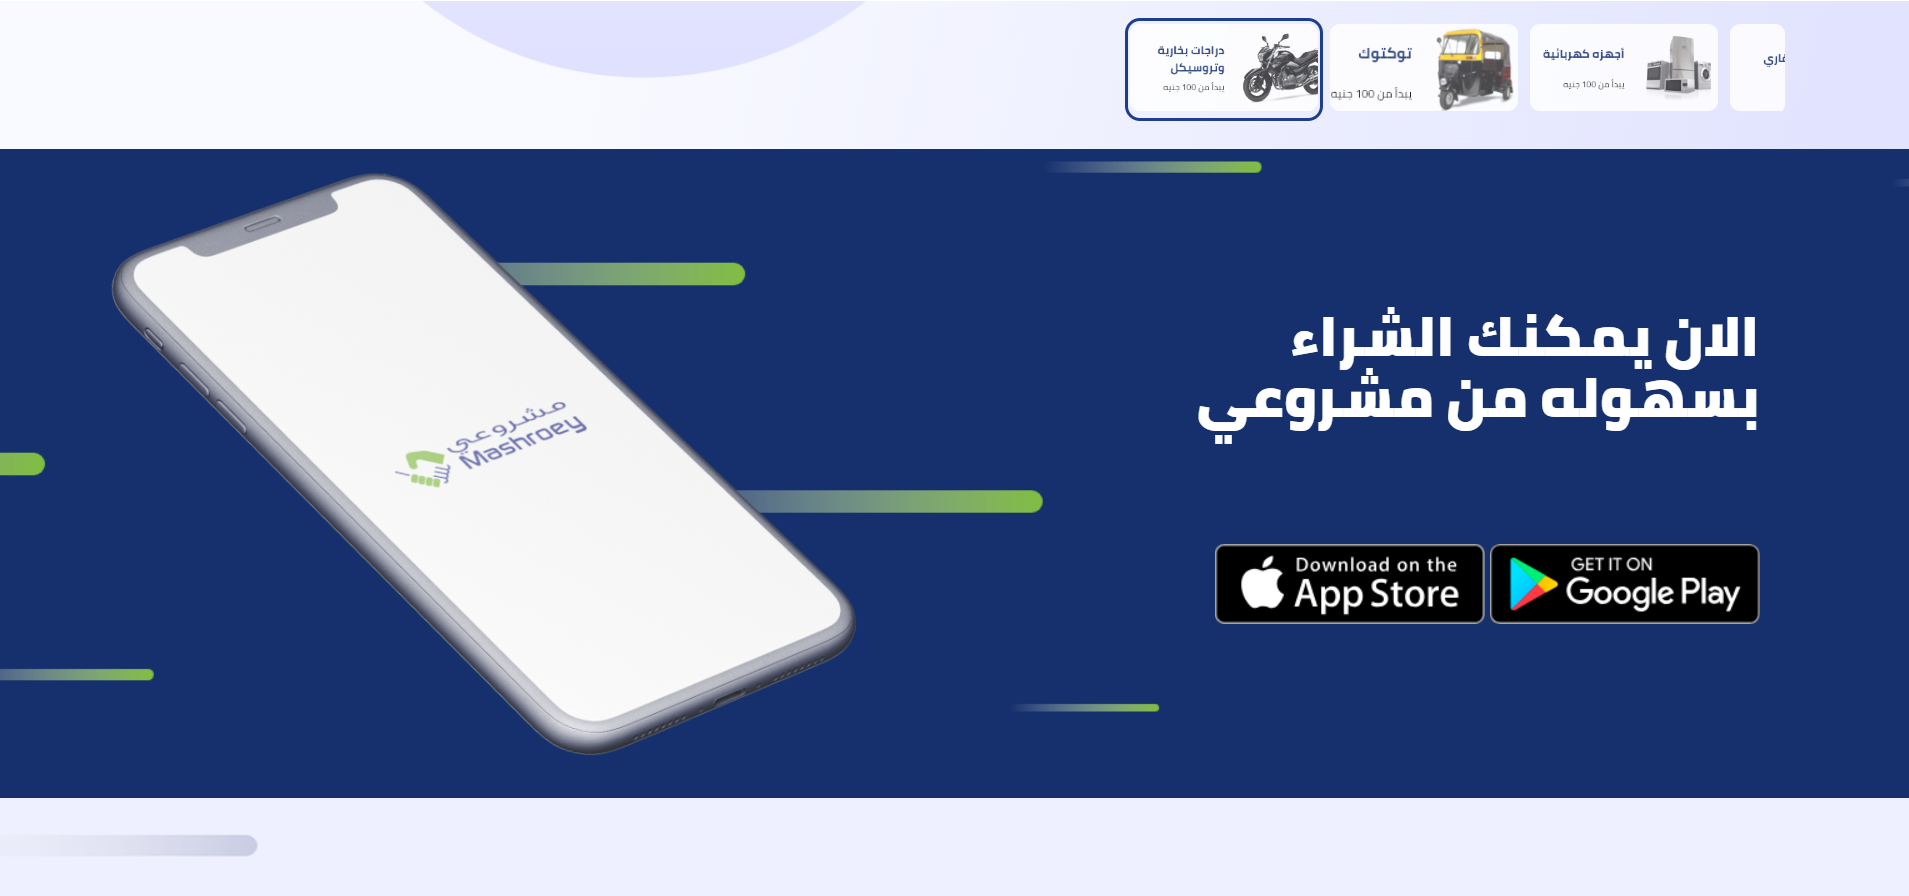 أجهزه كهربائية
يبدأ من 100 جنيه
توكتوك
يبدأ من 100 جنيه
دراجات بخارية
وتروسيكل
يبدأ من 100 جنيه
الان يمكنك الشراء
بسهوله من مشروعي
مشروعي
Mashroey
GET IT ON
Google Play
Download on the
App Store